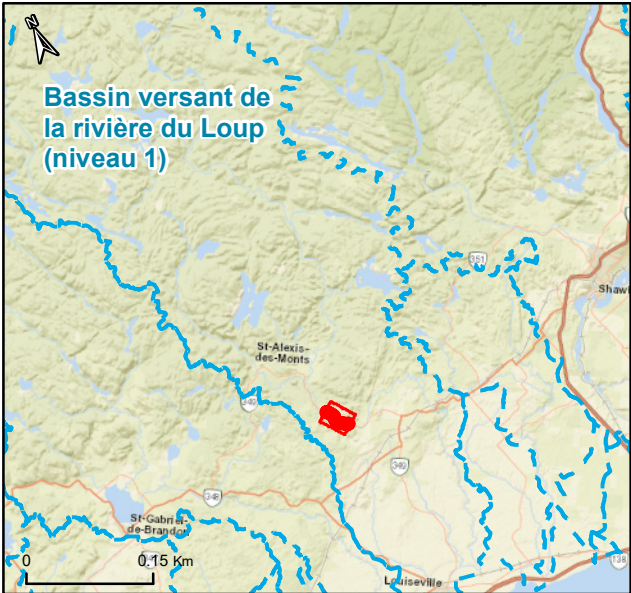 N
Bassin versant de
la rivière du Loup
(niveau 1)
351
Shawi
St-Alexis-
des-Monts
349
349
348
St-Gabriel-
de-Brandon
0
0,15 Km
Louiseville
138